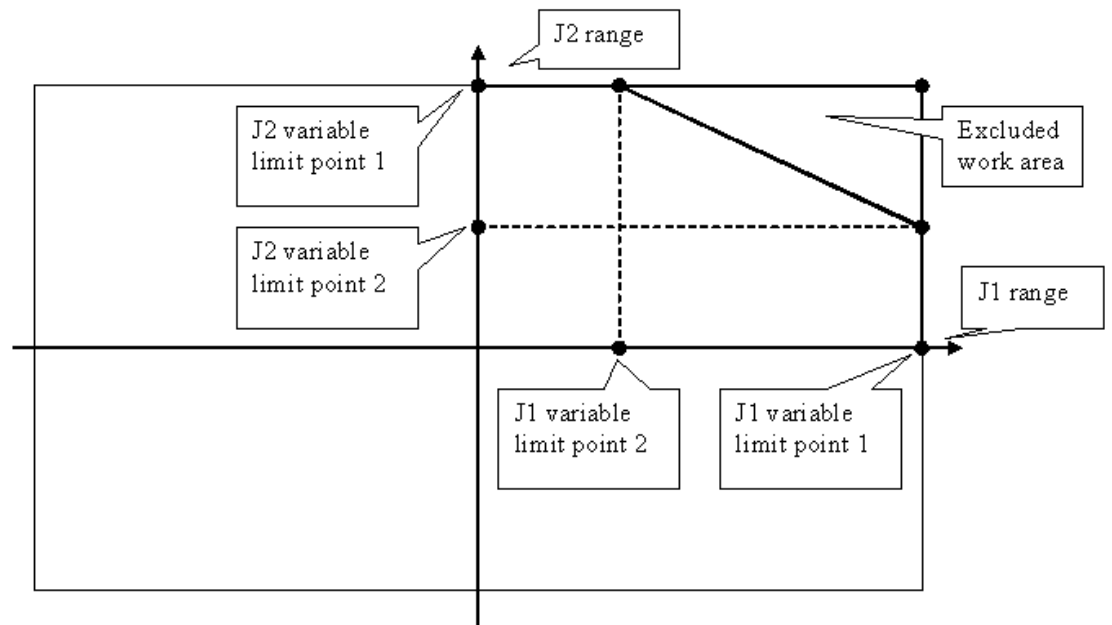 J2 range
J2 variable
limit point 1
Excluded
work area
J2 variable
limit point 2
J1 range
J1 variable
limit point 2
J1 variable
limit point 1